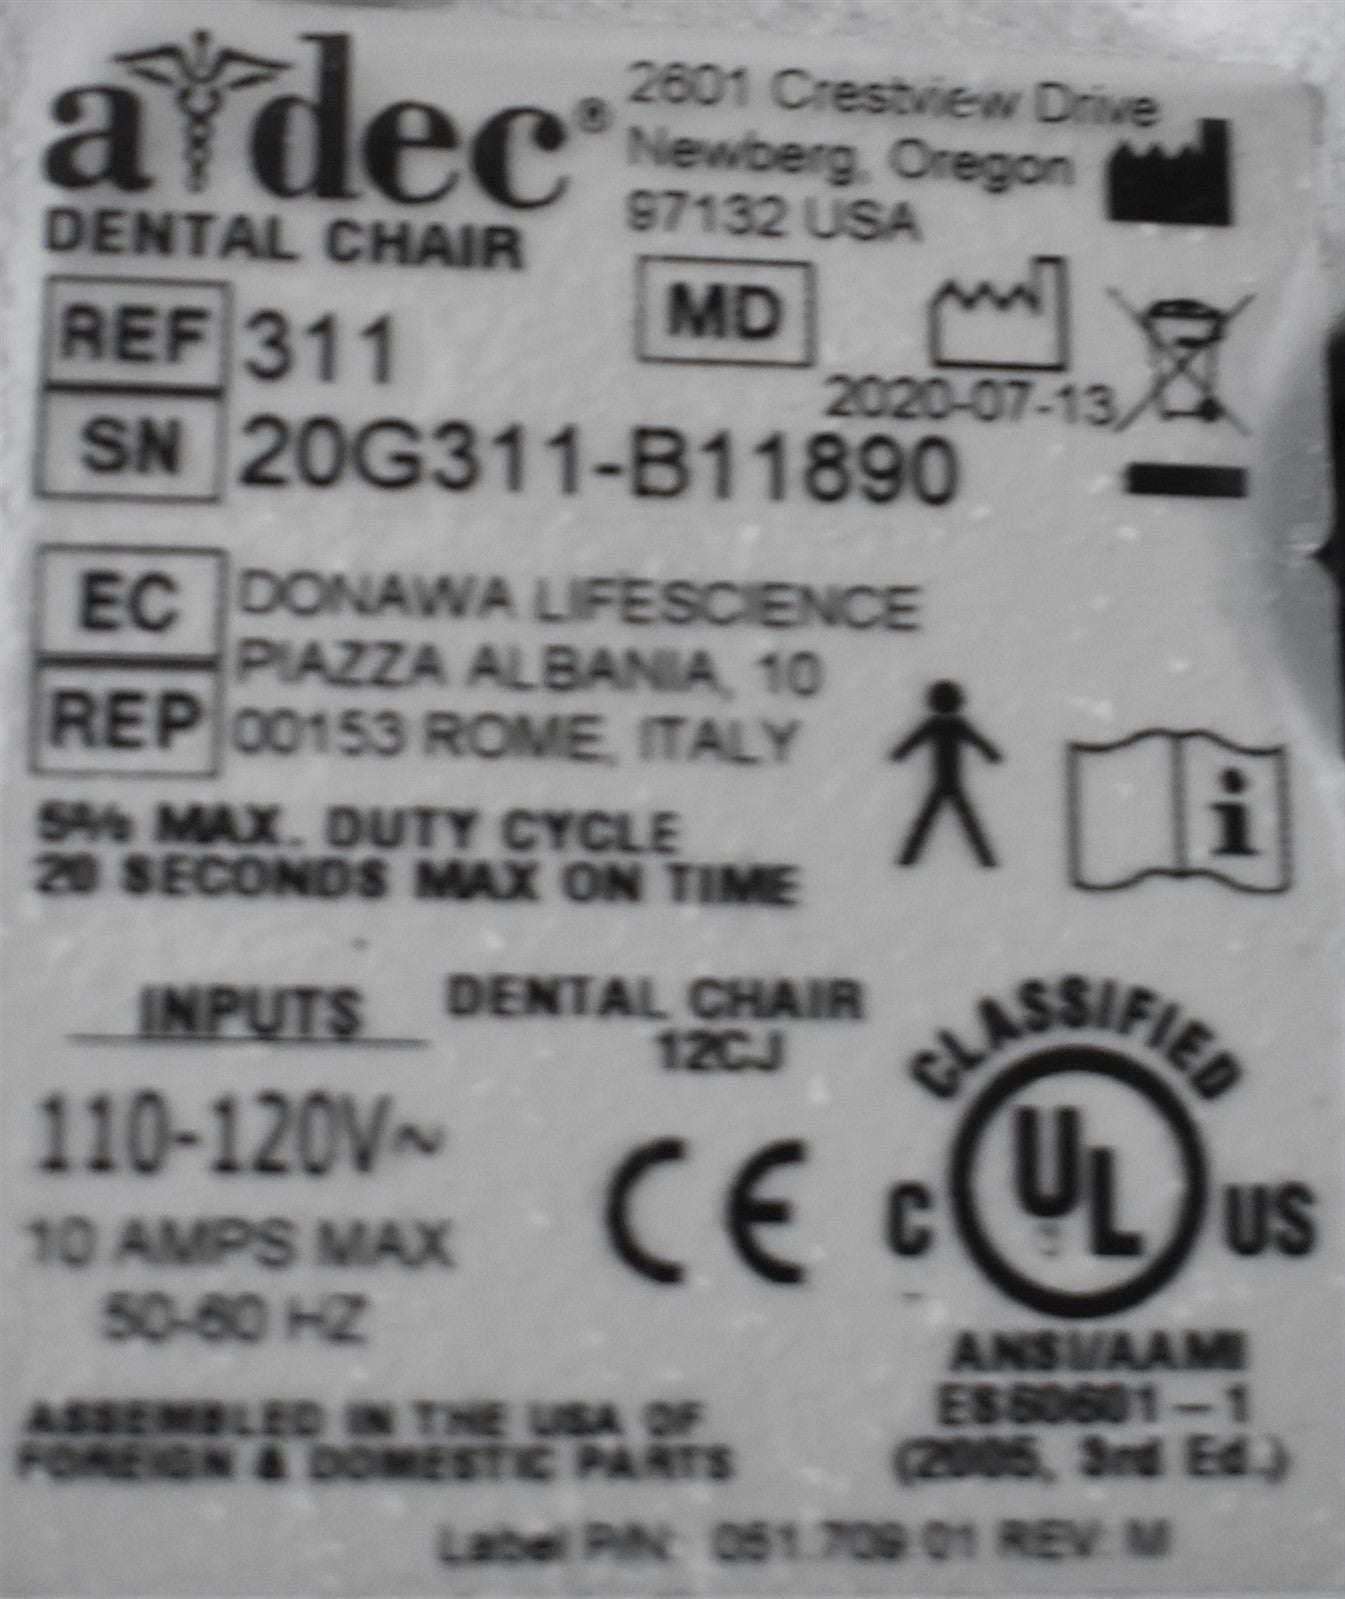 a dec®
DENTAL CHAIR
2601 Crestview Drive
Newberg, Oregon
97132 USA
REF 311
MD
2020-07-13
SN 20G311-B11890
EC REP
DONAWA LIFESCIENCE
PIAZZA ALBANIA, 10
00153 ROME, ITALY
5% MAX. DUTY CYCLE
20 SECONDS MAX ON TIME
i
INPUTS
110-120V~
10 AMPS MAX
50-60 HZ
DENTAL CHAIR
12CJ
CE
CLASSIFIED
C UL US
ANSI/AAMI
ES60601-1
(2005, 3rd Ed.)
ASSEMBLED IN THE USA OF
FOREIGN & DOMESTIC PARTS
Label P/N: 051.709.01 REV: M